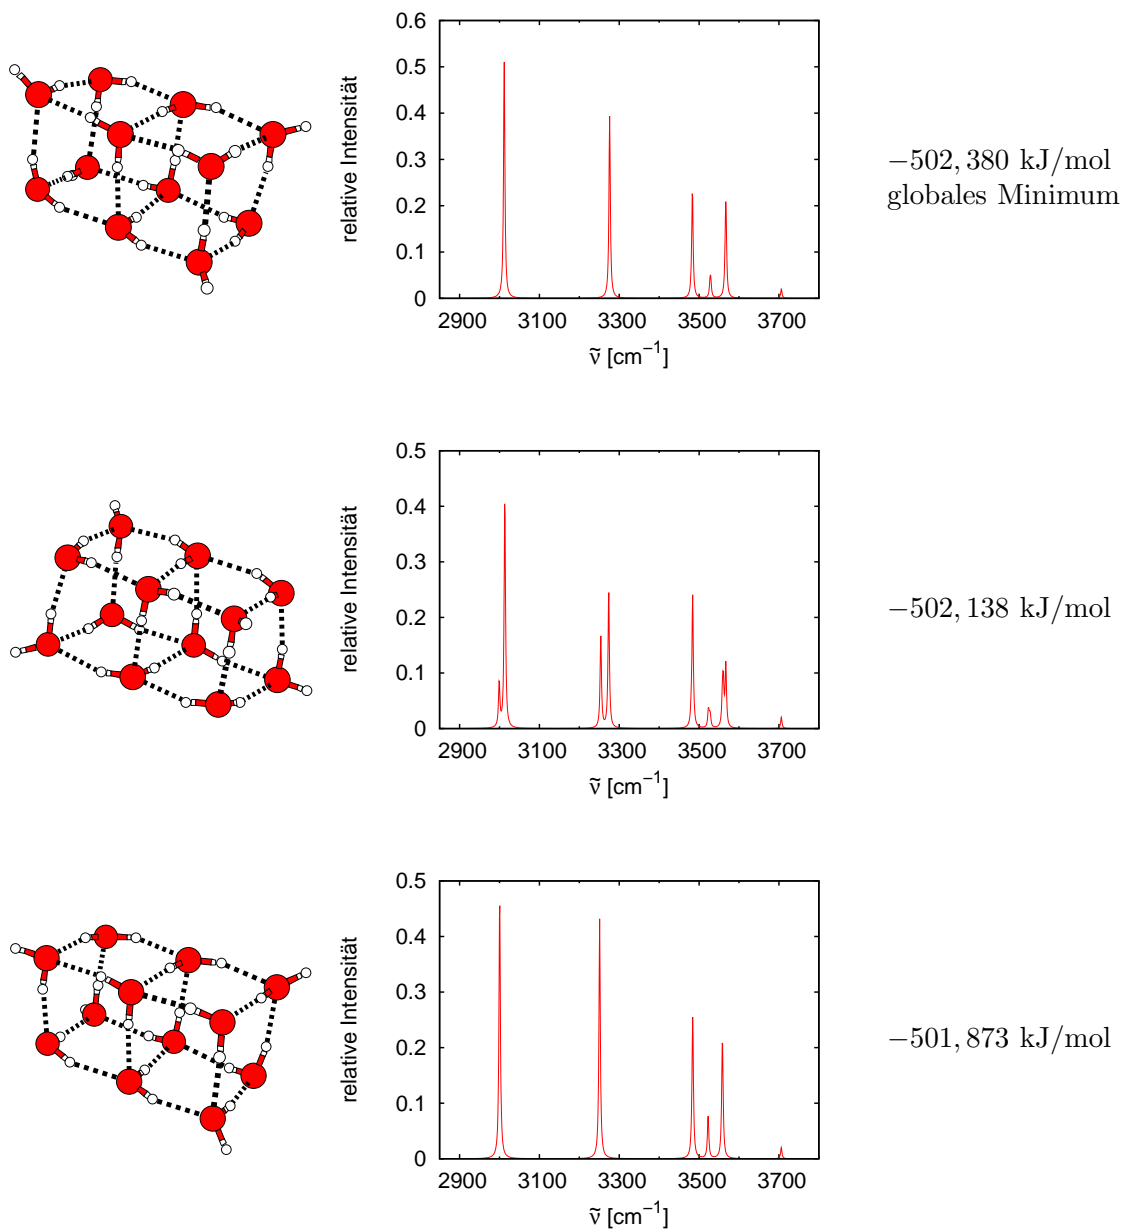 0.6
0.5
0.4
0.3
0.2
0.1
0
relative Intensität
2900 3100 3300 3500 3700
ν̃ [cm−1]
−502,380 kJ/mol
globales Minimum
0.5
0.4
0.3
0.2
0.1
0
relative Intensität
2900 3100 3300 3500 3700
ν̃ [cm−1]
−502,138 kJ/mol
0.5
0.4
0.3
0.2
0.1
0
relative Intensität
2900 3100 3300 3500 3700
ν̃ [cm−1]
−501,873 kJ/mol